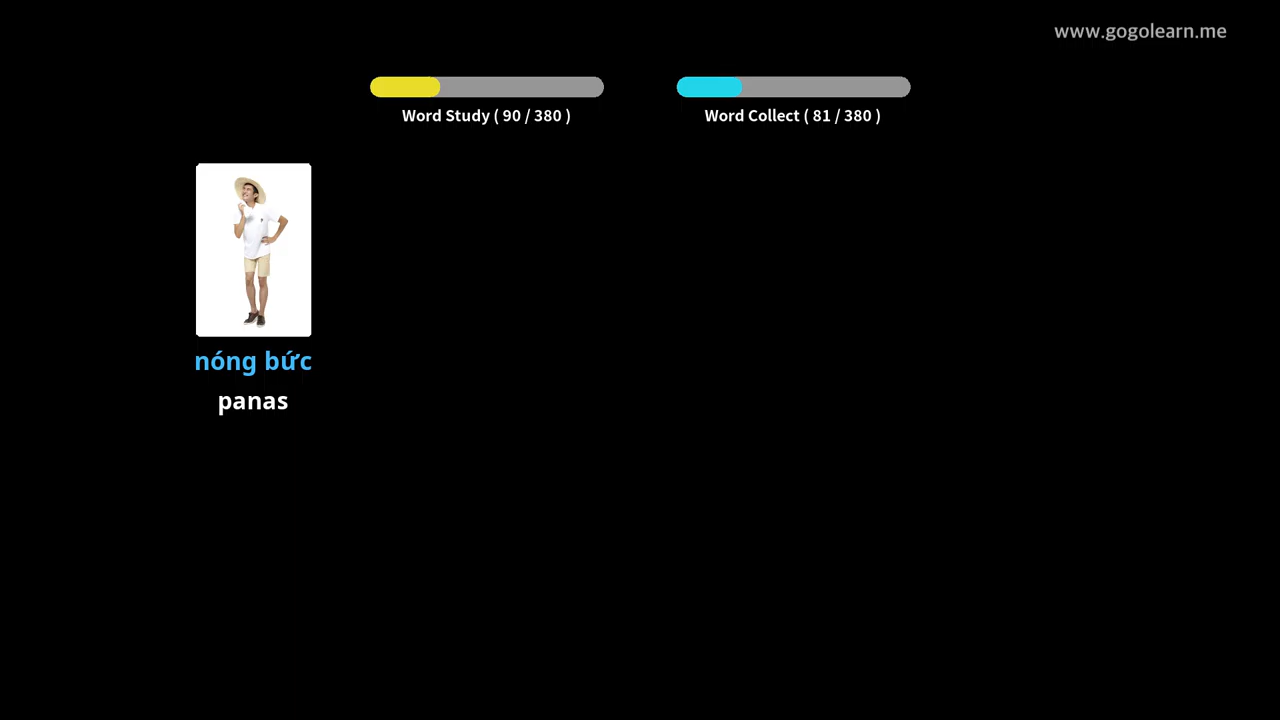 www.gogolearn.me
Word Study ( 90 / 380 )
Word Collect ( 81 / 380 )
nóng bức
panas